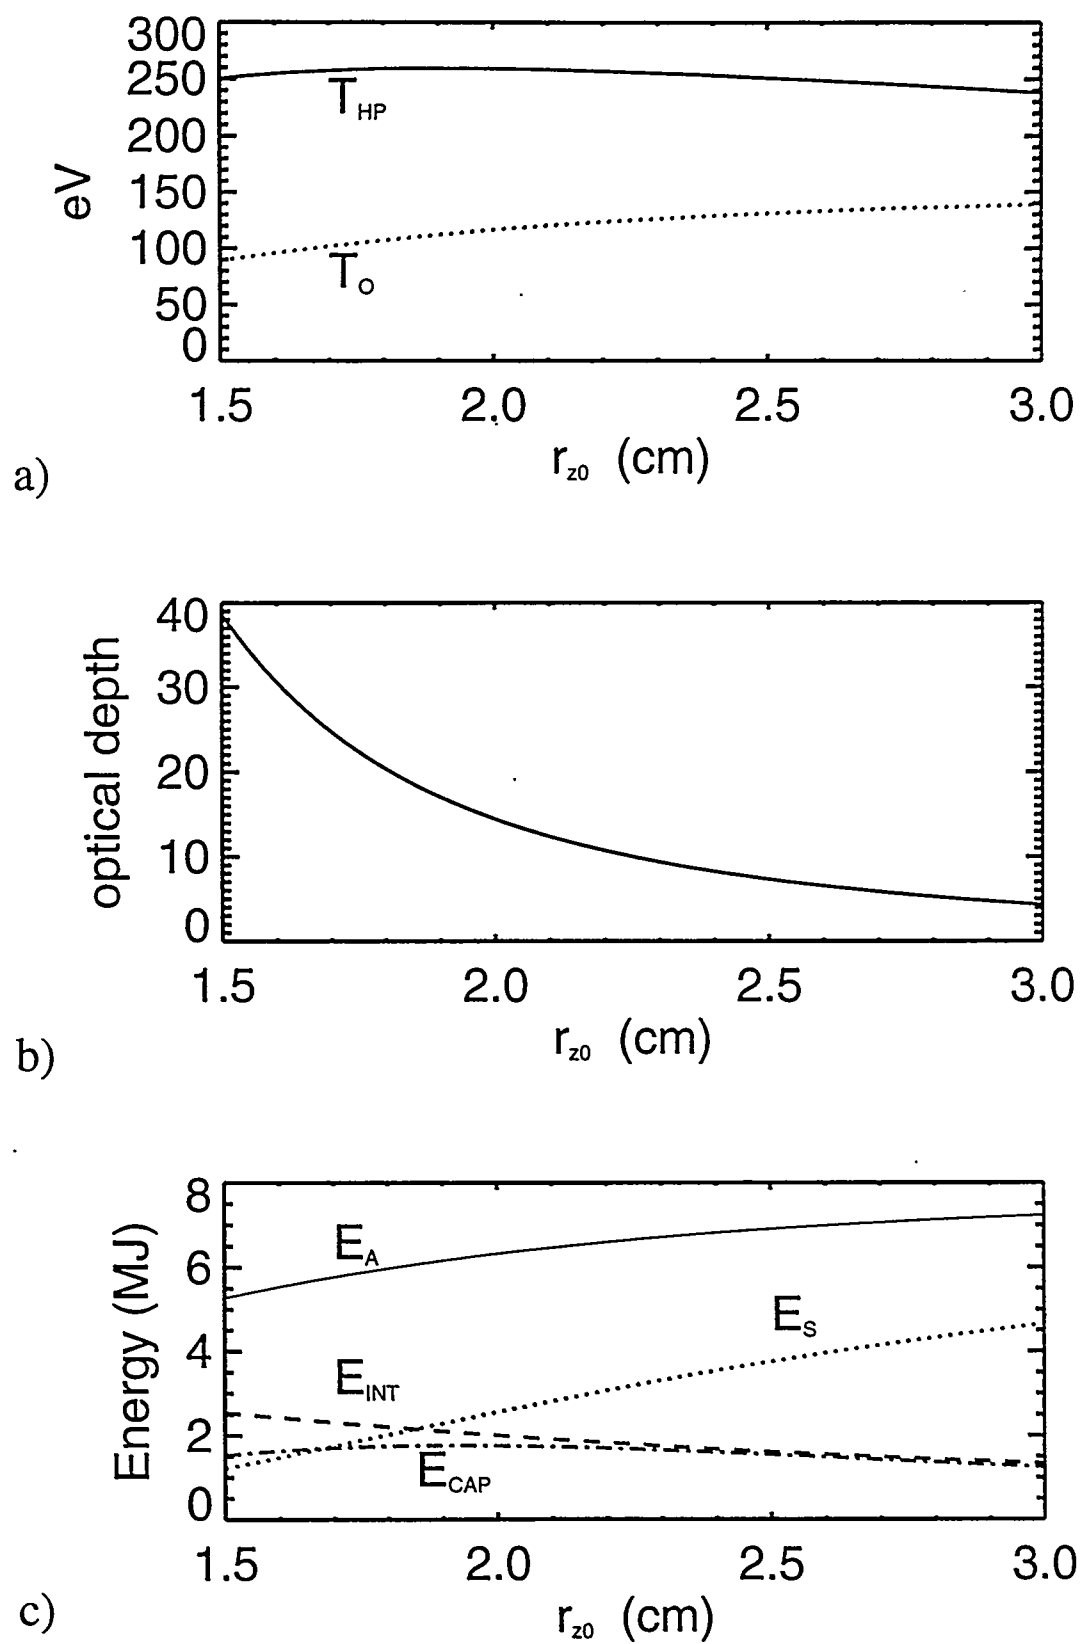 300
250
200
150
100
50
0
eV
T_HP
T_O
1.5 2.0 2.5 3.0
r_z0 (cm)
a)
40
30
20
10
0
optical depth
1.5 2.0 2.5 3.0
r_z0 (cm)
b)
8
6
4
2
0
Energy (MJ)
E_A
E_S
E_INT
E_CAP
1.5 2.0 2.5 3.0
r_z0 (cm)
c)